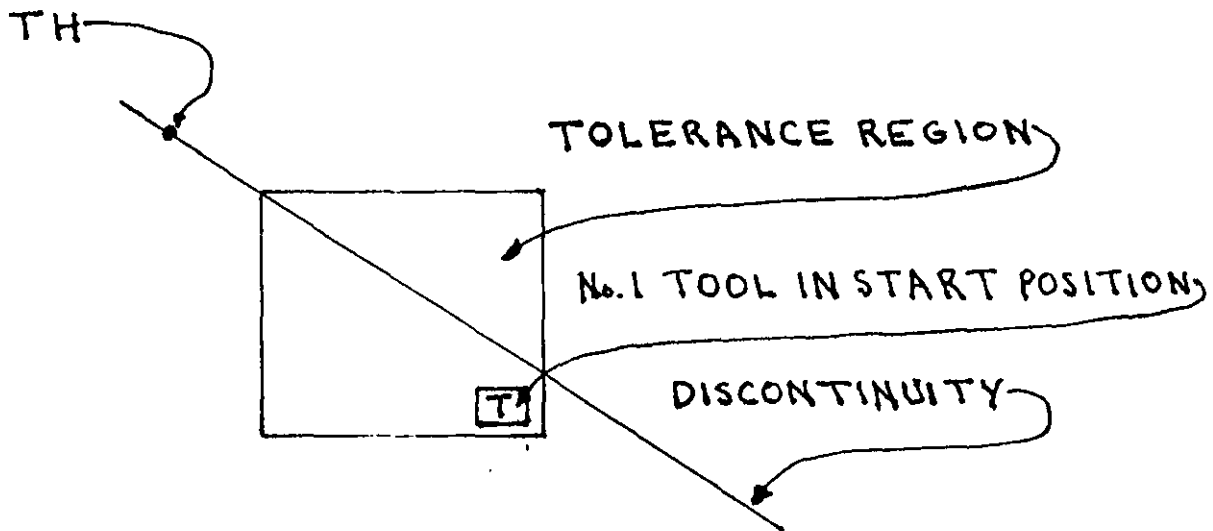 TH
TOLERANCE REGION
No. 1 TOOL IN START POSITION
T
DISCONTINUITY